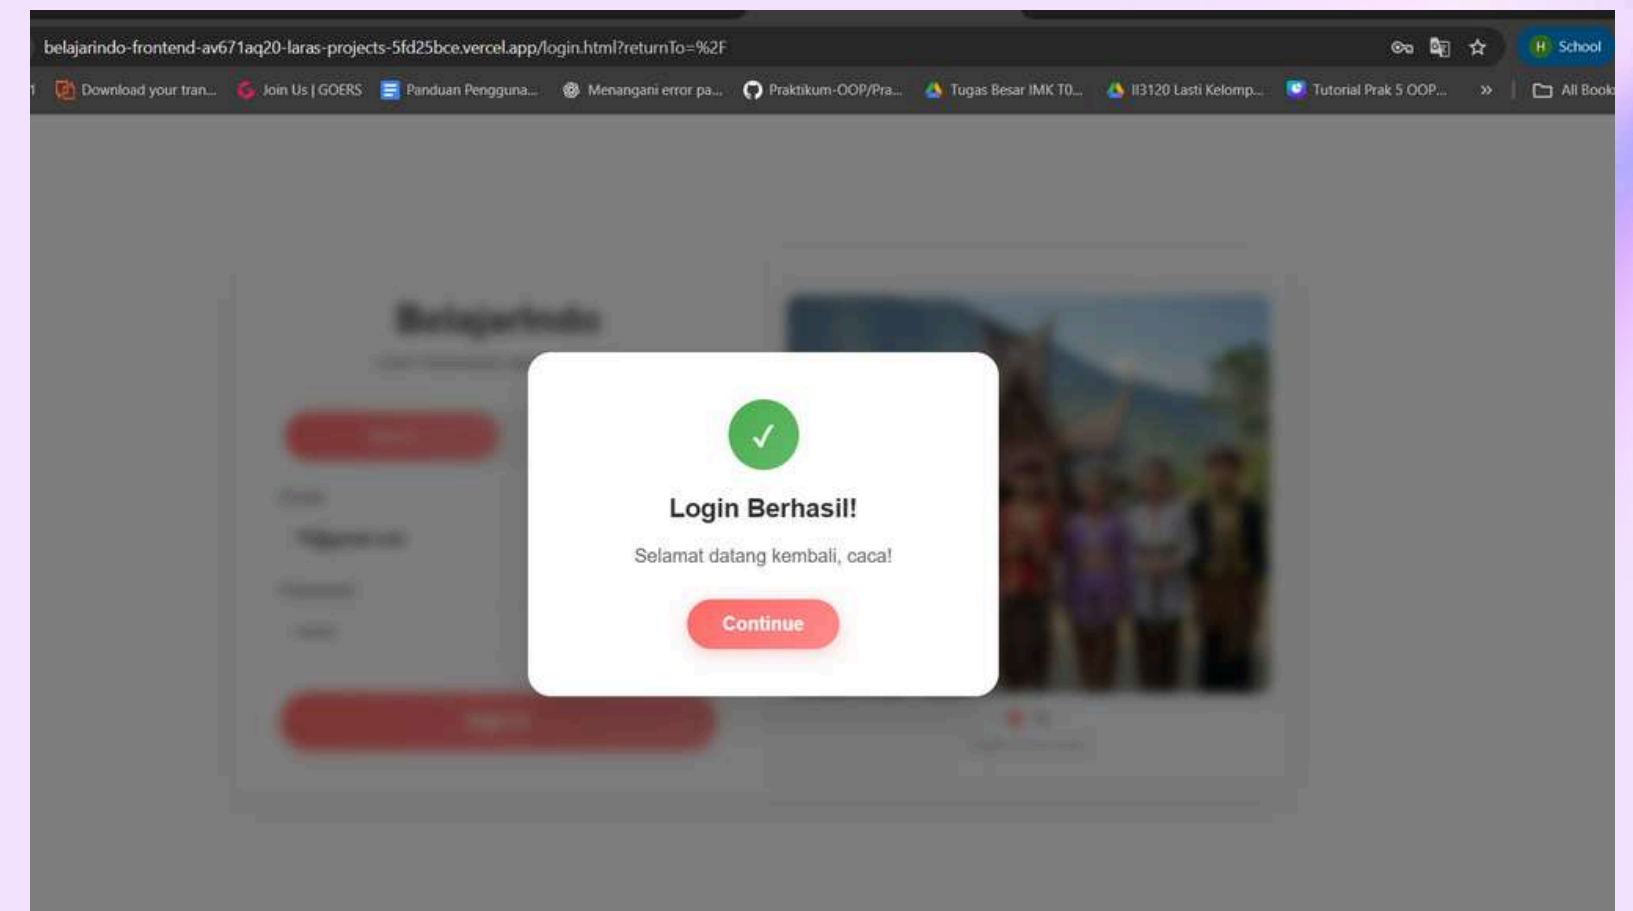 belajarindo-frontend-av671aq20-laras-projects-5fd25bce.vercel.app/login.html?returnTo=%2F
H School
Download your tran... Join Us | GOERS Panduan Pengguna... Menangani error pa... Praktikum-OOP/Pra... Tugas Besar IMK T0... II3120 Lasti Kelomp... Tutorial Prak 5 OOP... » All Book
BelajarIndo
Login Berhasil!
Selamat datang kembali, caca!
Continue